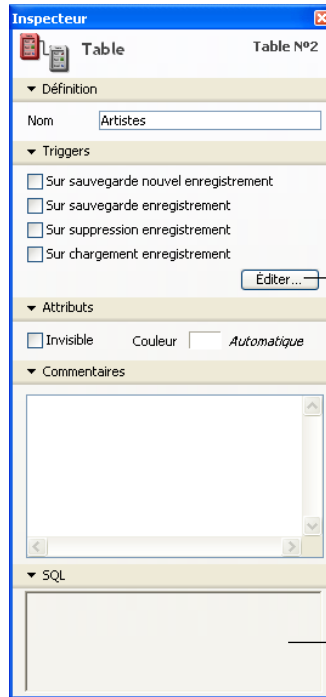 Inspecteur
Table Table Nº2
Définition
Nom Artistes
Triggers
Sur sauvegarde nouvel enregistrement
Sur sauvegarde enregistrement
Sur suppression enregistrement
Sur chargement enregistrement
Éditer...
Attributs
Invisible Couleur Automatique
Commentaires
SQL